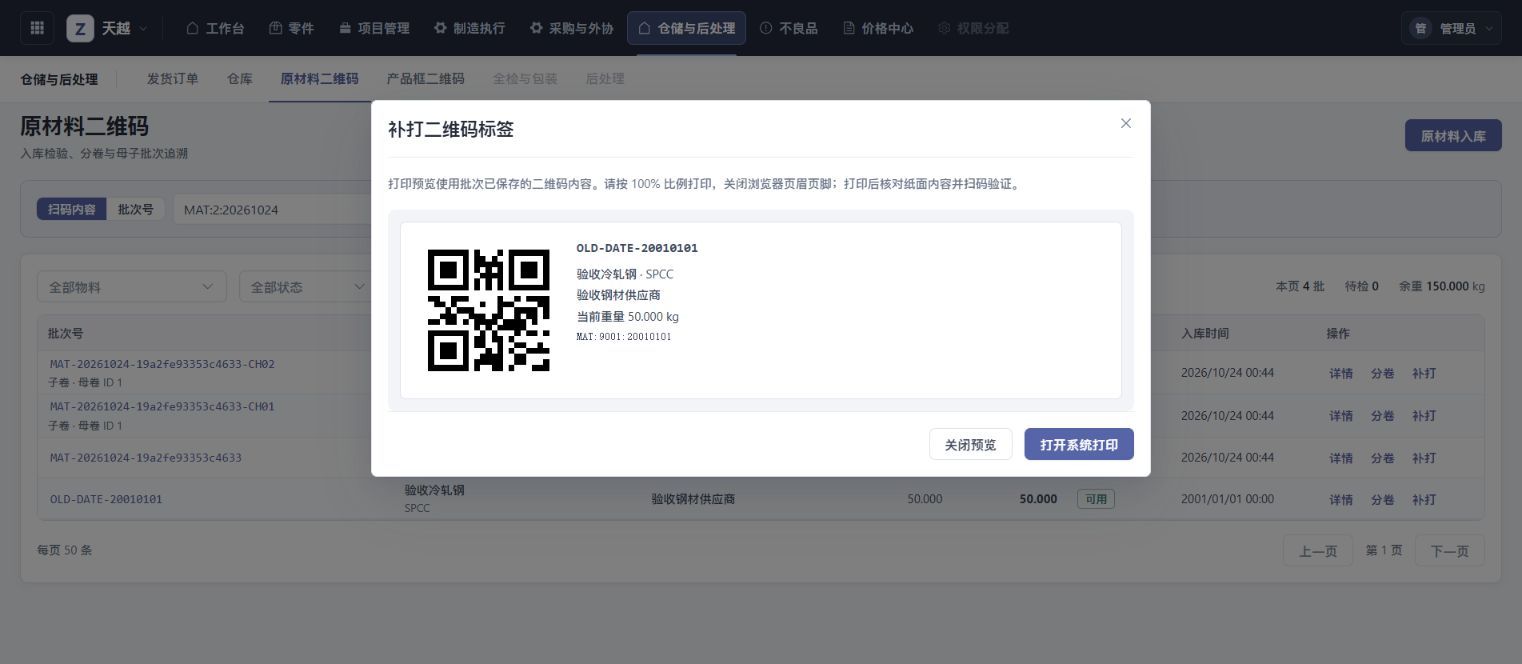 Z 天越 工作台 零件 项目管理 制造执行 采购与外协 仓储与后处理 不良品 价格中心 权限分配 管 管理员
仓储与后处理 发货订单 仓库 原材料二维码 产品框二维码 全检与包装 后处理
原材料二维码
入库检验、分卷与母子批次追溯
原材料入库
扫码内容 批次号 MAT:2:20261024
补打二维码标签
打印预览使用批次已保存的二维码内容。请按 100% 比例打印，关闭浏览器页眉页脚；打印后核对纸面内容并扫码验证。
OLD-DATE-20010101
验收冷轧钢 · SPCC
验收钢材供应商
当前重量 50.000 kg
MAT:9001:20010101
关闭预览 打开系统打印
全部物料 全部状态 本页 4 批 待检 0 余重 150.000 kg
批次号 入库时间 操作
MAT-20261024-19a2fe93353c4633-CH02
子卷 · 母卷 ID 1
2026/10/24 00:44 详情 分卷 补打
MAT-20261024-19a2fe93353c4633-CH01
子卷 · 母卷 ID 1
2026/10/24 00:44 详情 分卷 补打
MAT-20261024-19a2fe93353c4633 2026/10/24 00:44 详情 分卷 补打
OLD-DATE-20010101 验收冷轧钢
SPCC
验收钢材供应商 50.000 50.000 可用 2001/01/01 00:00 详情 分卷 补打
每页 50 条 上一页 第 1 页 下一页